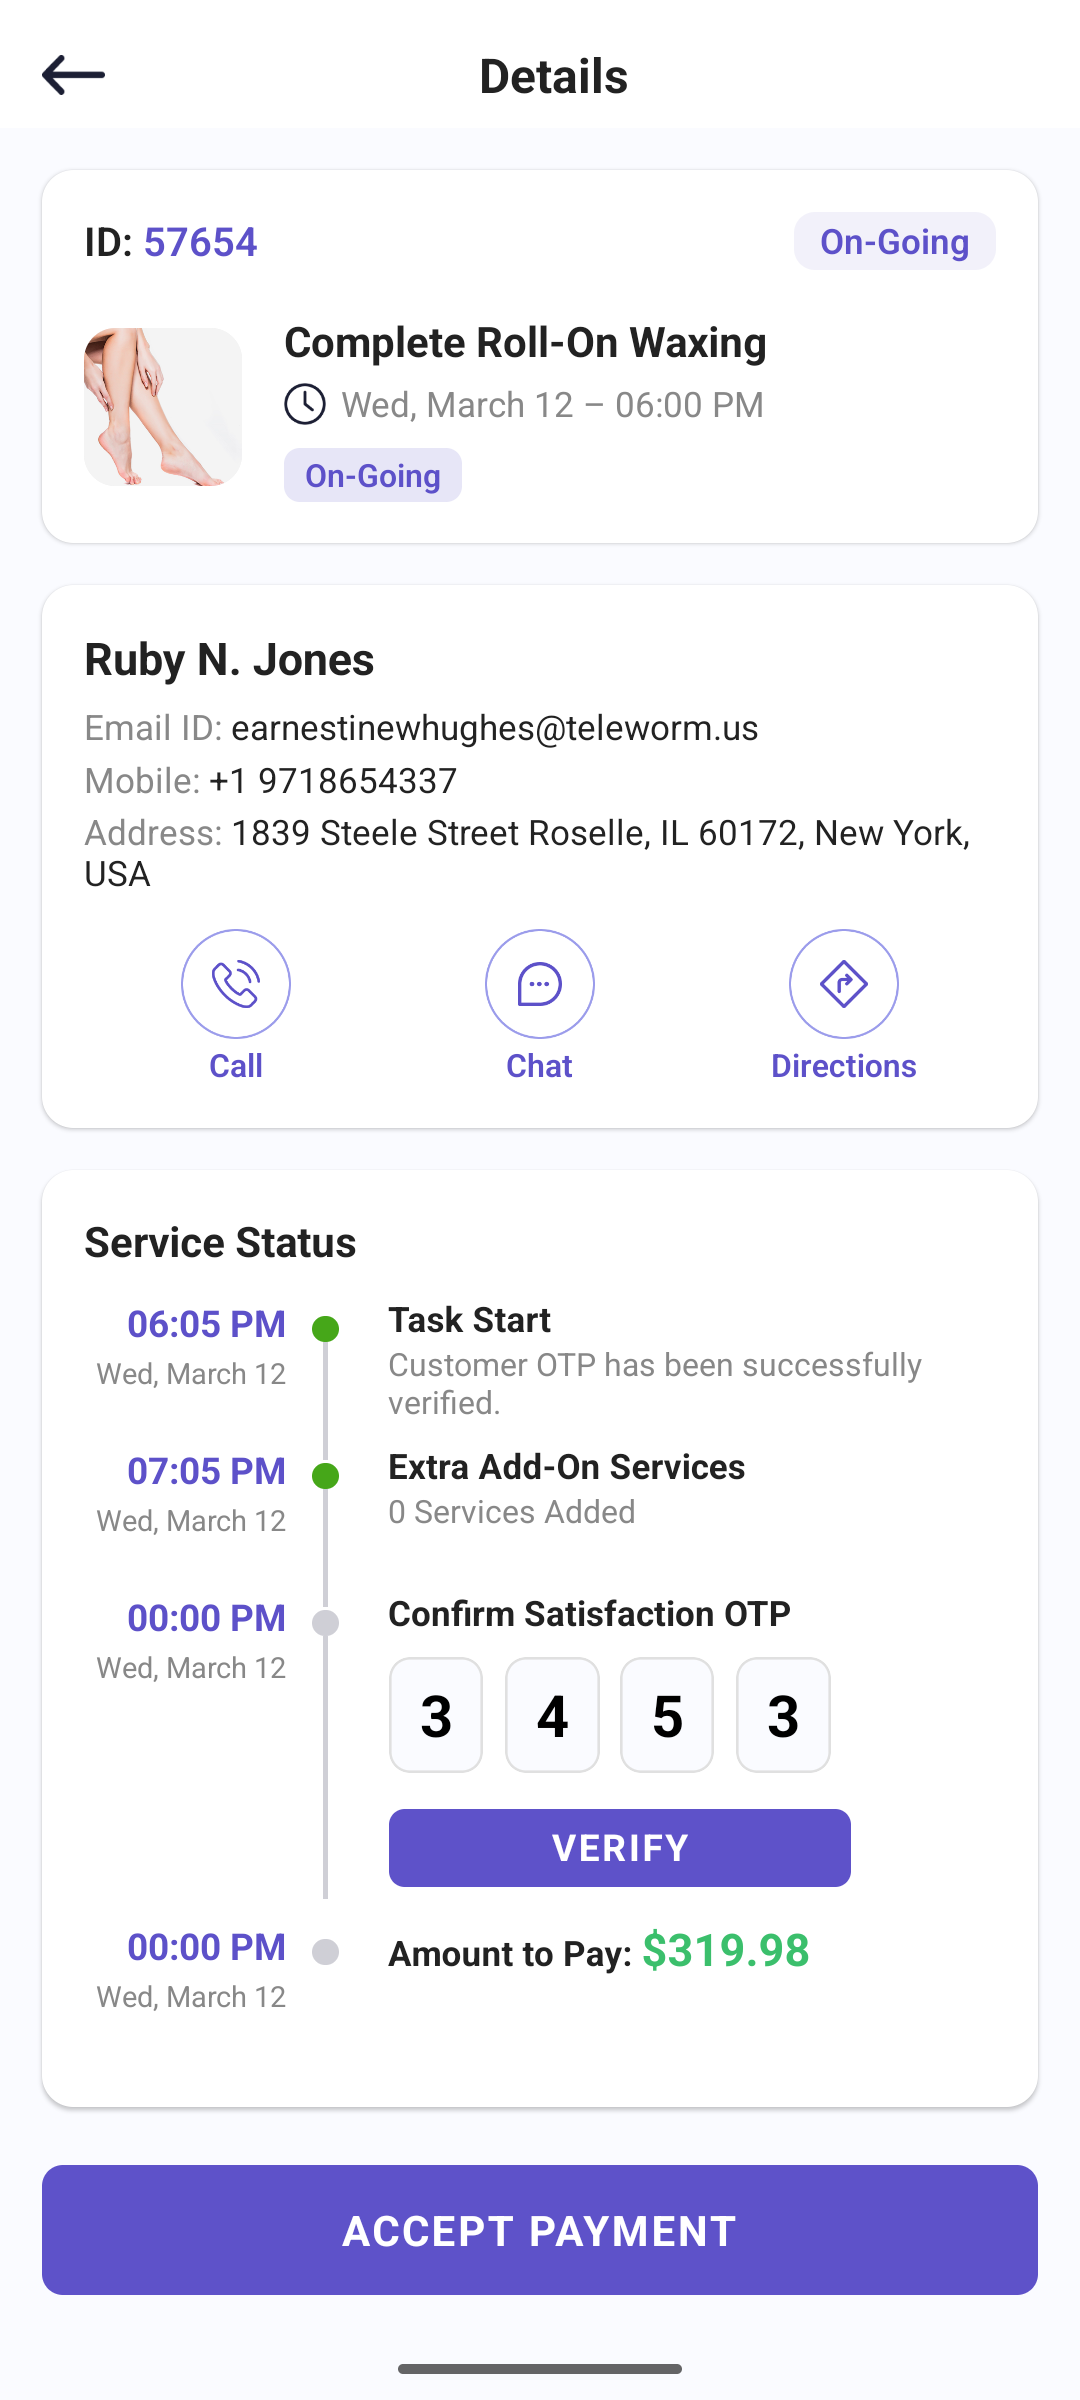 Details
ID: 57654
On-Going
Complete Roll-On Waxing
Wed, March 12 – 06:00 PM
On-Going
Ruby N. Jones
Email ID: earnestinewhughes@teleworm.us
Mobile: +1 9718654337
Address: 1839 Steele Street Roselle, IL 60172, New York,
USA
Call
Chat
Directions
Service Status
06:05 PM
Wed, March 12
Task Start
Customer OTP has been successfully
verified.
07:05 PM
Wed, March 12
Extra Add-On Services
0 Services Added
00:00 PM
Wed, March 12
Confirm Satisfaction OTP
3 4 5 3
VERIFY
00:00 PM
Wed, March 12
Amount to Pay: $319.98
ACCEPT PAYMENT